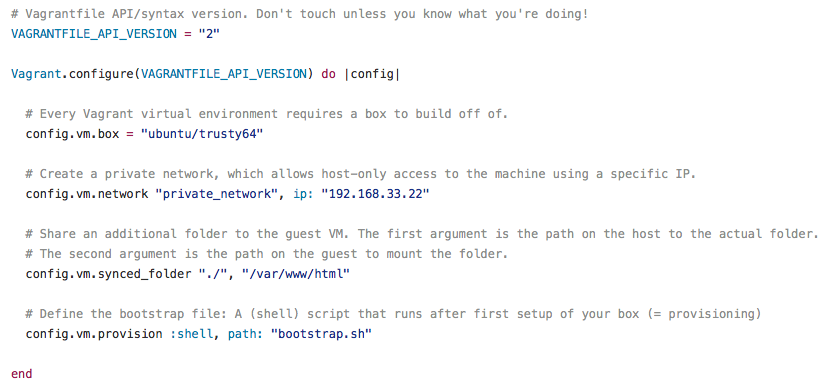 # Vagrantfile API/syntax version. Don't touch unless you know what you're doing!
VAGRANTFILE_API_VERSION = "2"
Vagrant.configure(VAGRANTFILE_API_VERSION) do |config|
# Every Vagrant virtual environment requires a box to build off of.
config.vm.box = "ubuntu/trusty64"
# Create a private network, which allows host-only access to the machine using a specific IP.
config.vm.network "private_network", ip: "192.168.33.22"
# Share an additional folder to the guest VM. The first argument is the path on the host to the actual folder.
# The second argument is the path on the guest to mount the folder.
config.vm.synced_folder "./", "/var/www/html"
# Define the bootstrap file: A (shell) script that runs after first setup of your box (= provisioning)
config.vm.provision :shell, path: "bootstrap.sh"
end